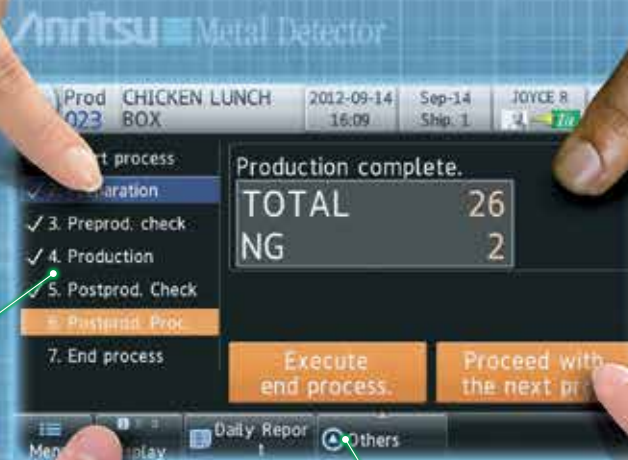 Anritsu Metal Detector
Prod CHICKEN LUNCH 2012-09-14 Sep-14 JOYCE R
023 BOX 16:09 Ship. 1
rt process
aration
✓ 3. Preprod. check
✓ 4. Production
✓ 5. Postprod. Check
6. Postprod. Proc.
7. End process
Production complete.
TOTAL 26
NG 2
Execute
end process.
Proceed with
the next pr
Men
play
Daily Repor
t
Others